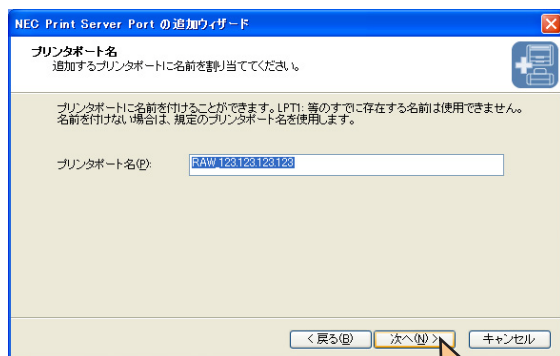 NEC Print Server Port の追加ウィザード
プリンタポート名
追加するプリンタポートに名前を割り当ててください。
プリンタポートに名前を付けることができます。LPT1: 等のすでに存在する名前は使用できません。
名前を付けない場合は、規定のプリンタポート名を使用します。
プリンタポート名(P): RAW_123.123.123.123
< 戻る(B) 次へ(N) > キャンセル